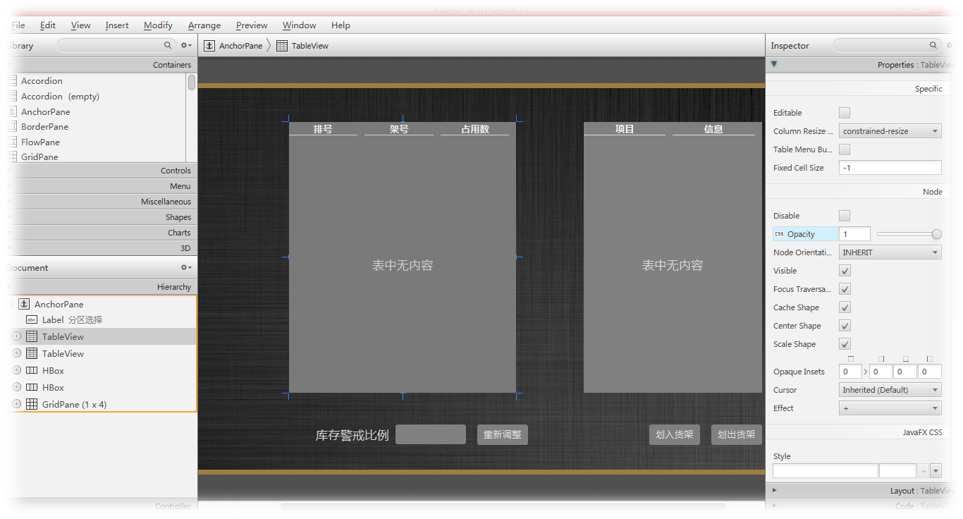 File Edit View Insert Modify Arrange Preview Window Help
Library
AnchorPane TableView
Inspector
Containers
Accordion
Accordion (empty)
AnchorPane
BorderPane
FlowPane
GridPane
Controls
Menu
Miscellaneous
Shapes
Charts
3D
Document
Hierarchy
AnchorPane
abc Label 分区选择
TableView
TableView
HBox
HBox
GridPane (1 x 4)
Controller
排号 架号 占用数
表中无内容
项目 信息
表中无内容
库存警戒比例 重新调整 划入货架 划出货架
Properties : TableView
Specific
Editable
Column Resize ... constrained-resize
Table Menu Bu...
Fixed Cell Size -1
Node
Disable
css Opacity 1
Node Orientati... INHERIT
Visible
Focus Traversa...
Cache Shape
Center Shape
Scale Shape
Opaque Insets 0 0 0 0
Cursor Inherited (Default)
Effect +
JavaFX CSS
Style
Layout : TableView
Code : TableView